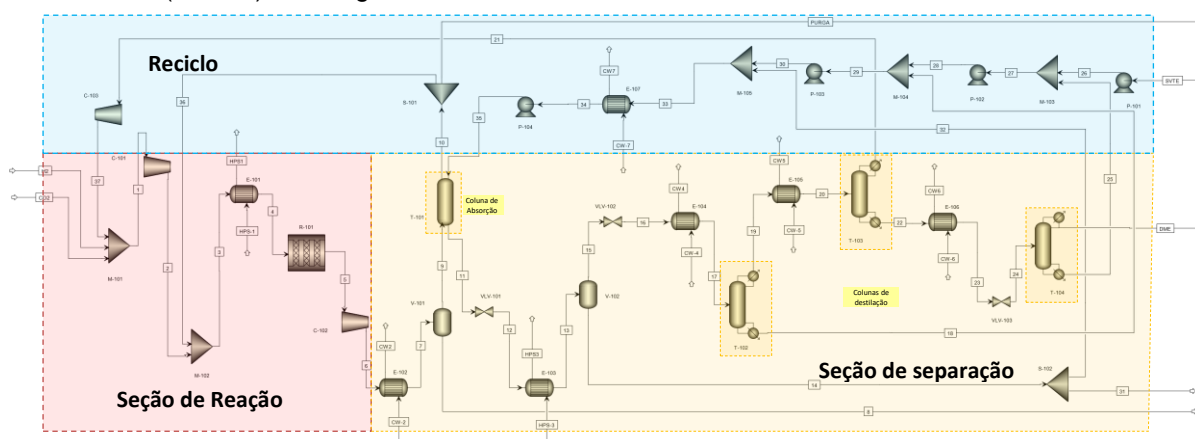 PURGA
21
Reciclo
36
C-103
S-101
CW7
E-107
30
M-105
P-103
29
M-104
28
P-102
27
M-103
26
P-101
SVTE
33
34
P-104
35
32
10
CW-7
C-101
HPS1
H2
CO2
37
1
E-101
4
HPS-1
R-101
5
M-101
2
3
M-102
C-102
6
Seção de Reação
T-101
Coluna de
Absorção
9
11
V-101
7
CW2
E-102
CW-2
VLV-101
12
HPS3
E-103
HPS-3
13
V-102
15
VLV-102
16
CW4
E-104
CW-4
17
T-102
19
CW5
E-105
CW-5
20
T-103
22
CW6
E-106
CW-6
23
VLV-103
24
T-104
25
DME
Colunas de
destilação
18
Seção de separação
14
S-102
31
8